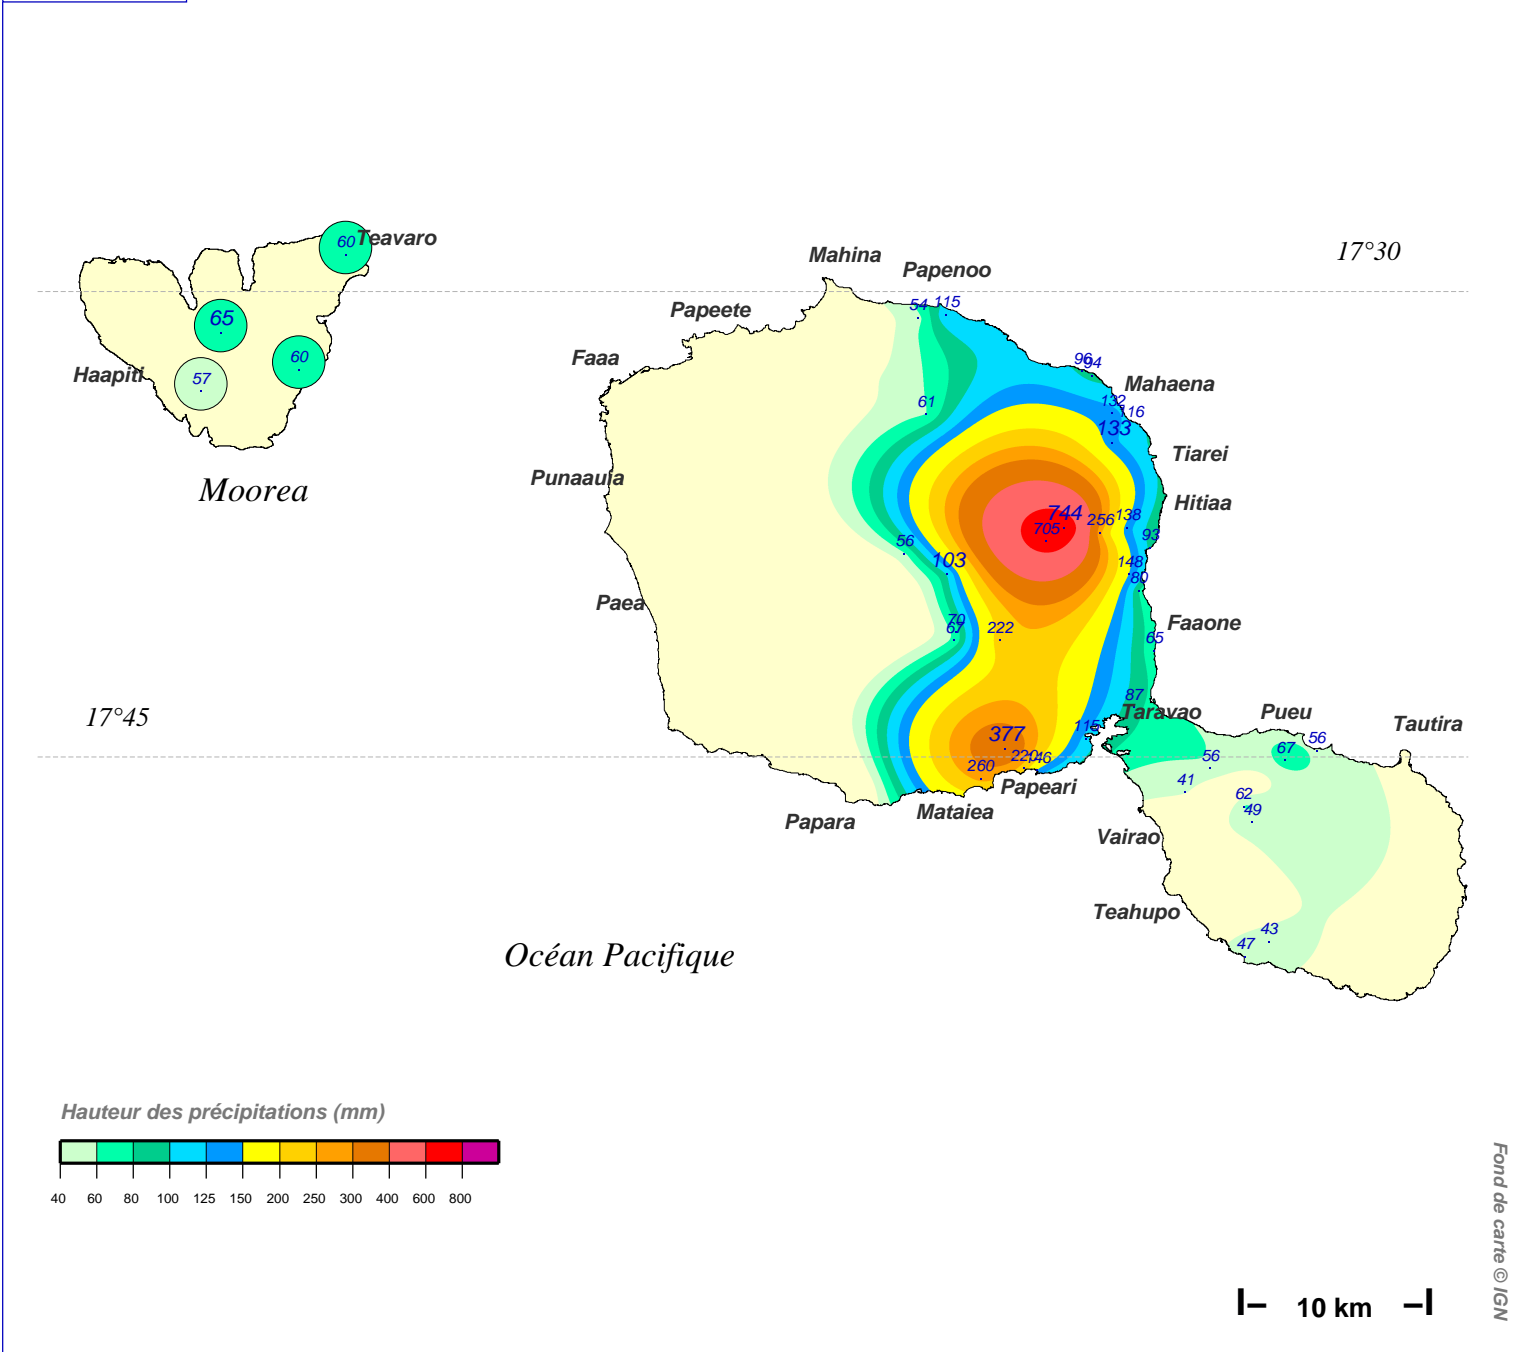 17°30
Teavaro
60
Mahina
Papenoo
54
115
Papeete
65
Faaa
60
96
94
Haapiti
57
Mahaena
61
132
116
133
Tiarei
Moorea
Punaauia
Hitiaa
744
705
256
138
93
56
103
148
80
Paea
70
67
222
Faaone
65
87
17°45
Taravao
Pueu
Tautira
115
377
56
67
220
146
260
56
41
Papeari
62
49
Papara
Mataiea
Vairao
Teahupo
43
47
Océan Pacifique
Hauteur des précipitations (mm)
40 60 80 100 125 150 200 250 300 400 600 800
10 km
Fond de carte © IGN